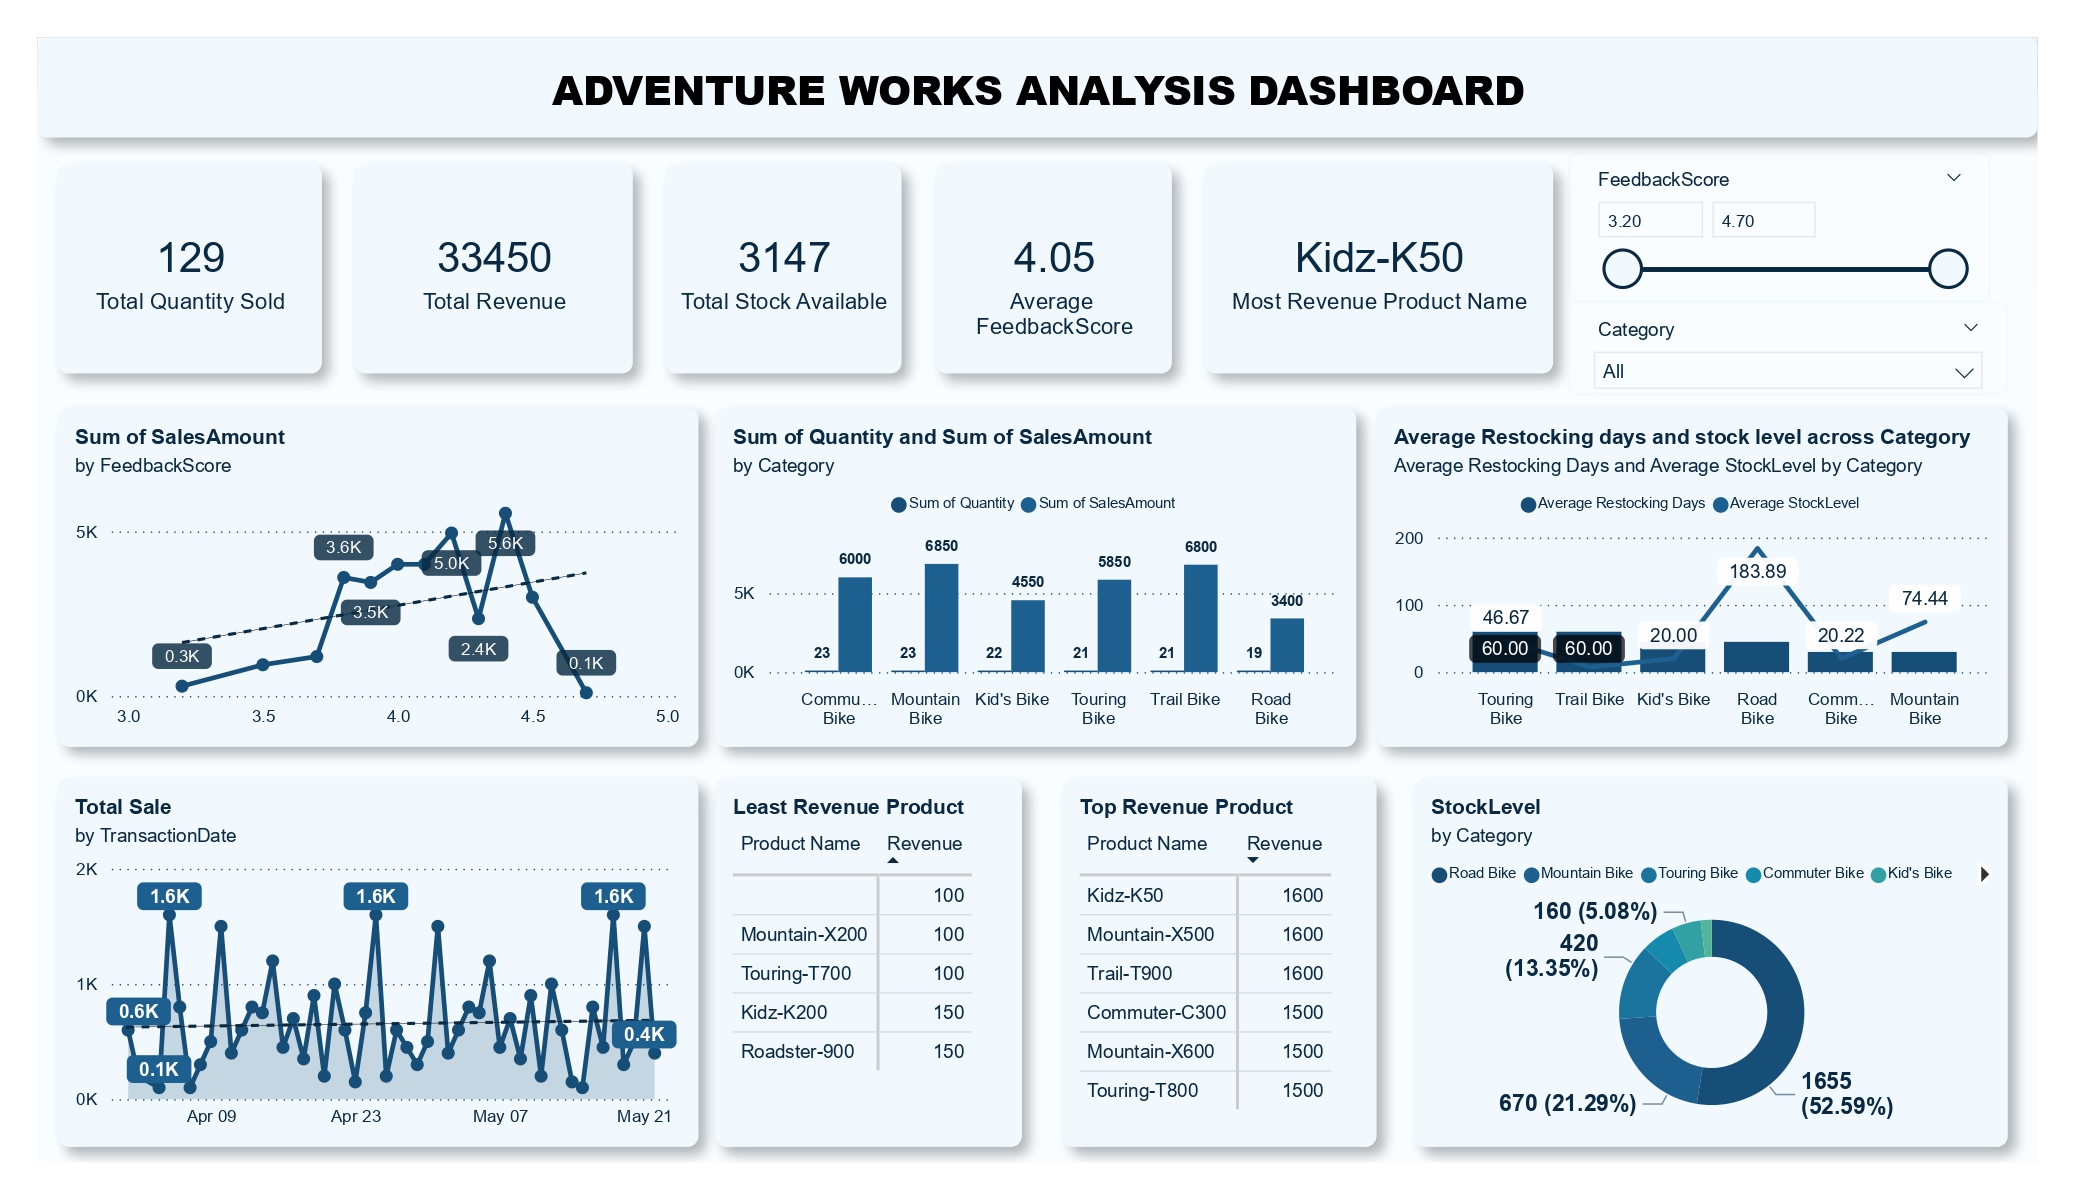 ADVENTURE WORKS ANALYSIS DASHBOARD
129
Total Quantity Sold
33450
Total Revenue
3147
Total Stock Available
4.05
Average
FeedbackScore
Kidz-K50
Most Revenue Product Name
FeedbackScore
3.20 4.70
Category
All
Sum of SalesAmount
by FeedbackScore
5K
0K
3.6K
5.0K
5.6K
3.5K
0.3K
2.4K
0.1K
3.0 3.5 4.0 4.5 5.0
Sum of Quantity and Sum of SalesAmount
by Category
Sum of Quantity Sum of SalesAmount
5K
0K
6000 6850 4550 5850 6800 3400
23 23 22 21 21 19
Commu… Mountain Kid's Bike Touring Trail Bike Road
Bike Bike Bike Bike
Average Restocking days and stock level across Category
Average Restocking Days and Average StockLevel by Category
Average Restocking Days Average StockLevel
200
100
0
183.89
74.44
46.67
20.00
20.22
60.00 60.00
Touring Trail Bike Kid's Bike Road Comm… Mountain
Bike Bike Bike Bike
Total Sale
by TransactionDate
2K
1K
0K
1.6K 1.6K 1.6K
0.6K
0.4K
0.1K
Apr 09 Apr 23 May 07 May 21
Least Revenue Product
Product Name Revenue
100
Mountain-X200 100
Touring-T700 100
Kidz-K200 150
Roadster-900 150
Top Revenue Product
Product Name Revenue
Kidz-K50 1600
Mountain-X500 1600
Trail-T900 1600
Commuter-C300 1500
Mountain-X600 1500
Touring-T800 1500
StockLevel
by Category
Road Bike Mountain Bike Touring Bike Commuter Bike Kid's Bike
160 (5.08%)
420
(13.35%)
670 (21.29%)
1655
(52.59%)